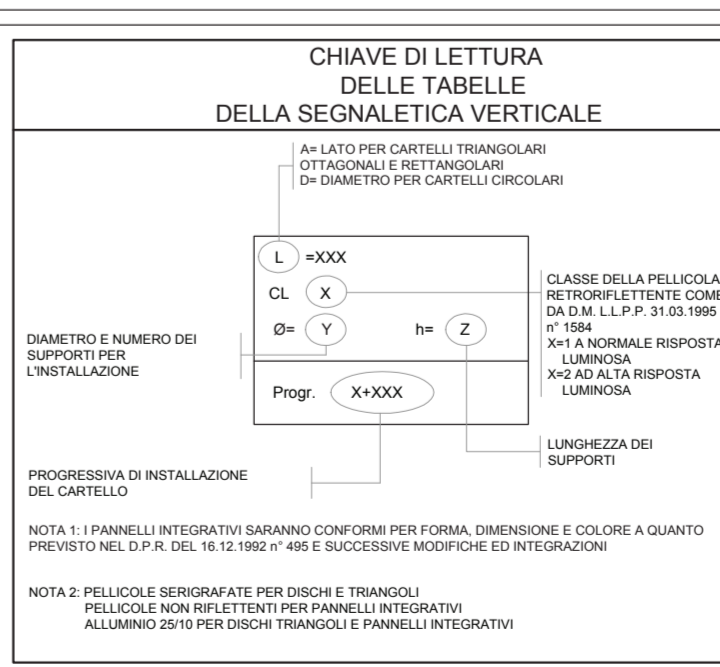 CHIAVE DI LETTURA
DELLE TABELLE
DELLA SEGNALETICA VERTICALE
A= LATO PER CARTELLI TRIANGOLARI
OTTAGONALI E RETTANGOLARI
D= DIAMETRO PER CARTELLI CIRCOLARI
L =XXX
CL X
Ø= Y h= Z
Progr. X+XXX
CLASSE DELLA PELLICOLA
RETRORIFLETTENTE COME
DA D.M. L.L.P.P. 31.03.1995
n° 1584
X=1 A NORMALE RISPOSTA
LUMINOSA
X=2 AD ALTA RISPOSTA
LUMINOSA
DIAMETRO E NUMERO DEI
SUPPORTI PER
L'INSTALLAZIONE
LUNGHEZZA DEI
SUPPORTI
PROGRESSIVA DI INSTALLAZIONE
DEL CARTELLO
NOTA 1: I PANNELLI INTEGRATIVI SARANNO CONFORMI PER FORMA, DIMENSIONE E COLORE A QUANTO
PREVISTO NEL D.P.R. DEL 16.12.1992 n° 495 E SUCCESSIVE MODIFICHE ED INTEGRAZIONI
NOTA 2: PELLICOLE SERIGRAFATE PER DISCHI E TRIANGOLI
PELLICOLE NON RIFLETTENTI PER PANNELLI INTEGRATIVI
ALLUMINIO 25/10 PER DISCHI TRIANGOLI E PANNELLI INTEGRATIVI